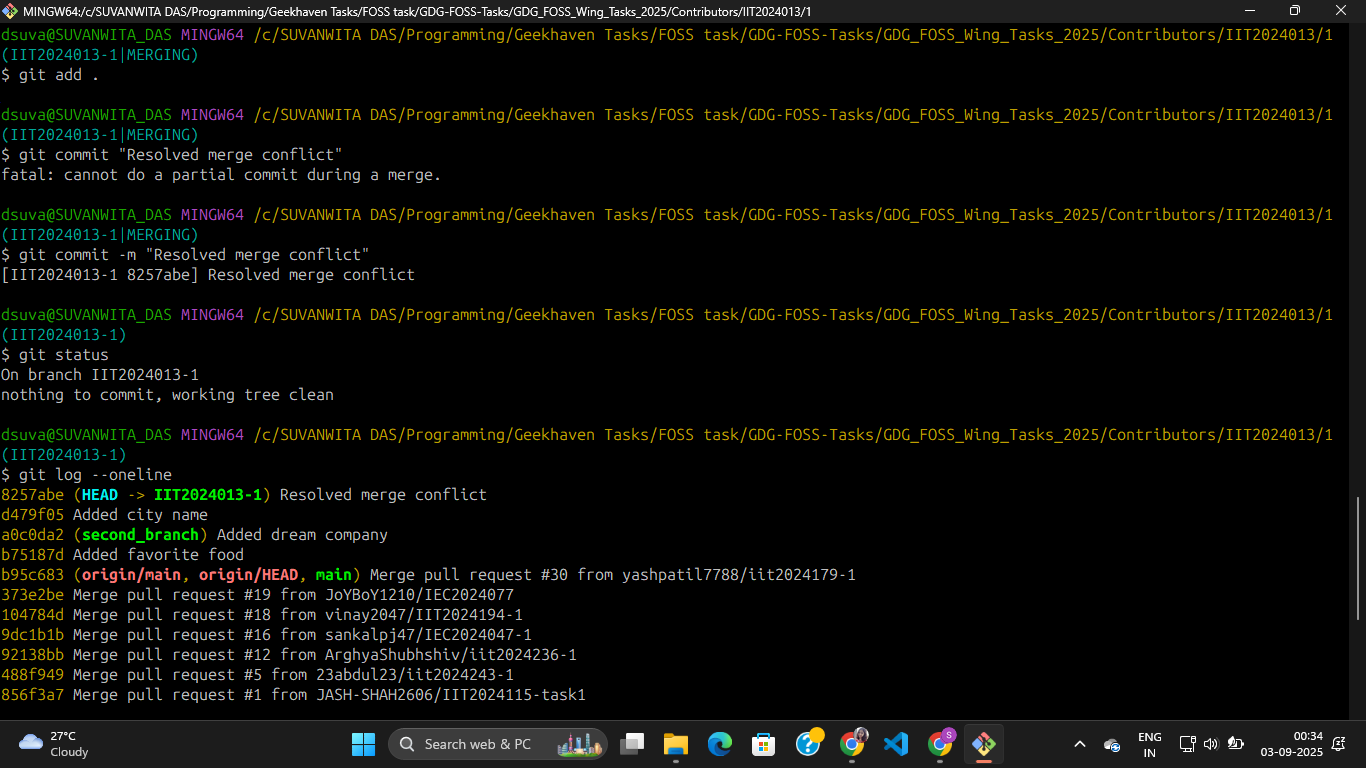 MINGW64:/c/SUVANWITA DAS/Programming/Geekhaven Tasks/FOSS task/GDG-FOSS-Tasks/GDG_FOSS_Wing_Tasks_2025/Contributors/IIT2024013/1
dsuva@SUVANWITA_DAS MINGW64 /c/SUVANWITA DAS/Programming/Geekhaven Tasks/FOSS task/GDG-FOSS-Tasks/GDG_FOSS_Wing_Tasks_2025/Contributors/IIT2024013/1
(IIT2024013-1|MERGING)
$ git add .
dsuva@SUVANWITA_DAS MINGW64 /c/SUVANWITA DAS/Programming/Geekhaven Tasks/FOSS task/GDG-FOSS-Tasks/GDG_FOSS_Wing_Tasks_2025/Contributors/IIT2024013/1
(IIT2024013-1|MERGING)
$ git commit "Resolved merge conflict"
fatal: cannot do a partial commit during a merge.
dsuva@SUVANWITA_DAS MINGW64 /c/SUVANWITA DAS/Programming/Geekhaven Tasks/FOSS task/GDG-FOSS-Tasks/GDG_FOSS_Wing_Tasks_2025/Contributors/IIT2024013/1
(IIT2024013-1|MERGING)
$ git commit -m "Resolved merge conflict"
[IIT2024013-1 8257abe] Resolved merge conflict
dsuva@SUVANWITA_DAS MINGW64 /c/SUVANWITA DAS/Programming/Geekhaven Tasks/FOSS task/GDG-FOSS-Tasks/GDG_FOSS_Wing_Tasks_2025/Contributors/IIT2024013/1
(IIT2024013-1)
$ git status
On branch IIT2024013-1
nothing to commit, working tree clean
dsuva@SUVANWITA_DAS MINGW64 /c/SUVANWITA DAS/Programming/Geekhaven Tasks/FOSS task/GDG-FOSS-Tasks/GDG_FOSS_Wing_Tasks_2025/Contributors/IIT2024013/1
(IIT2024013-1)
$ git log --oneline
8257abe (HEAD -> IIT2024013-1) Resolved merge conflict
d479f05 Added city name
a0c0da2 (second_branch) Added dream company
b75187d Added favorite food
b95c683 (origin/main, origin/HEAD, main) Merge pull request #30 from yashpatil7788/iit2024179-1
373e2be Merge pull request #19 from JoYBoY1210/IEC2024077
104784d Merge pull request #18 from vinay2047/IIT2024194-1
9dc1b1b Merge pull request #16 from sankalpj47/IEC2024047-1
92138bb Merge pull request #12 from ArghyaShubhshiv/iit2024236-1
488f949 Merge pull request #5 from 23abdul23/iit2024243-1
856f3a7 Merge pull request #1 from JASH-SHAH2606/IIT2024115-task1
27°C
Cloudy
Search web & PC
S
ENG
IN
00:34
03-09-2025